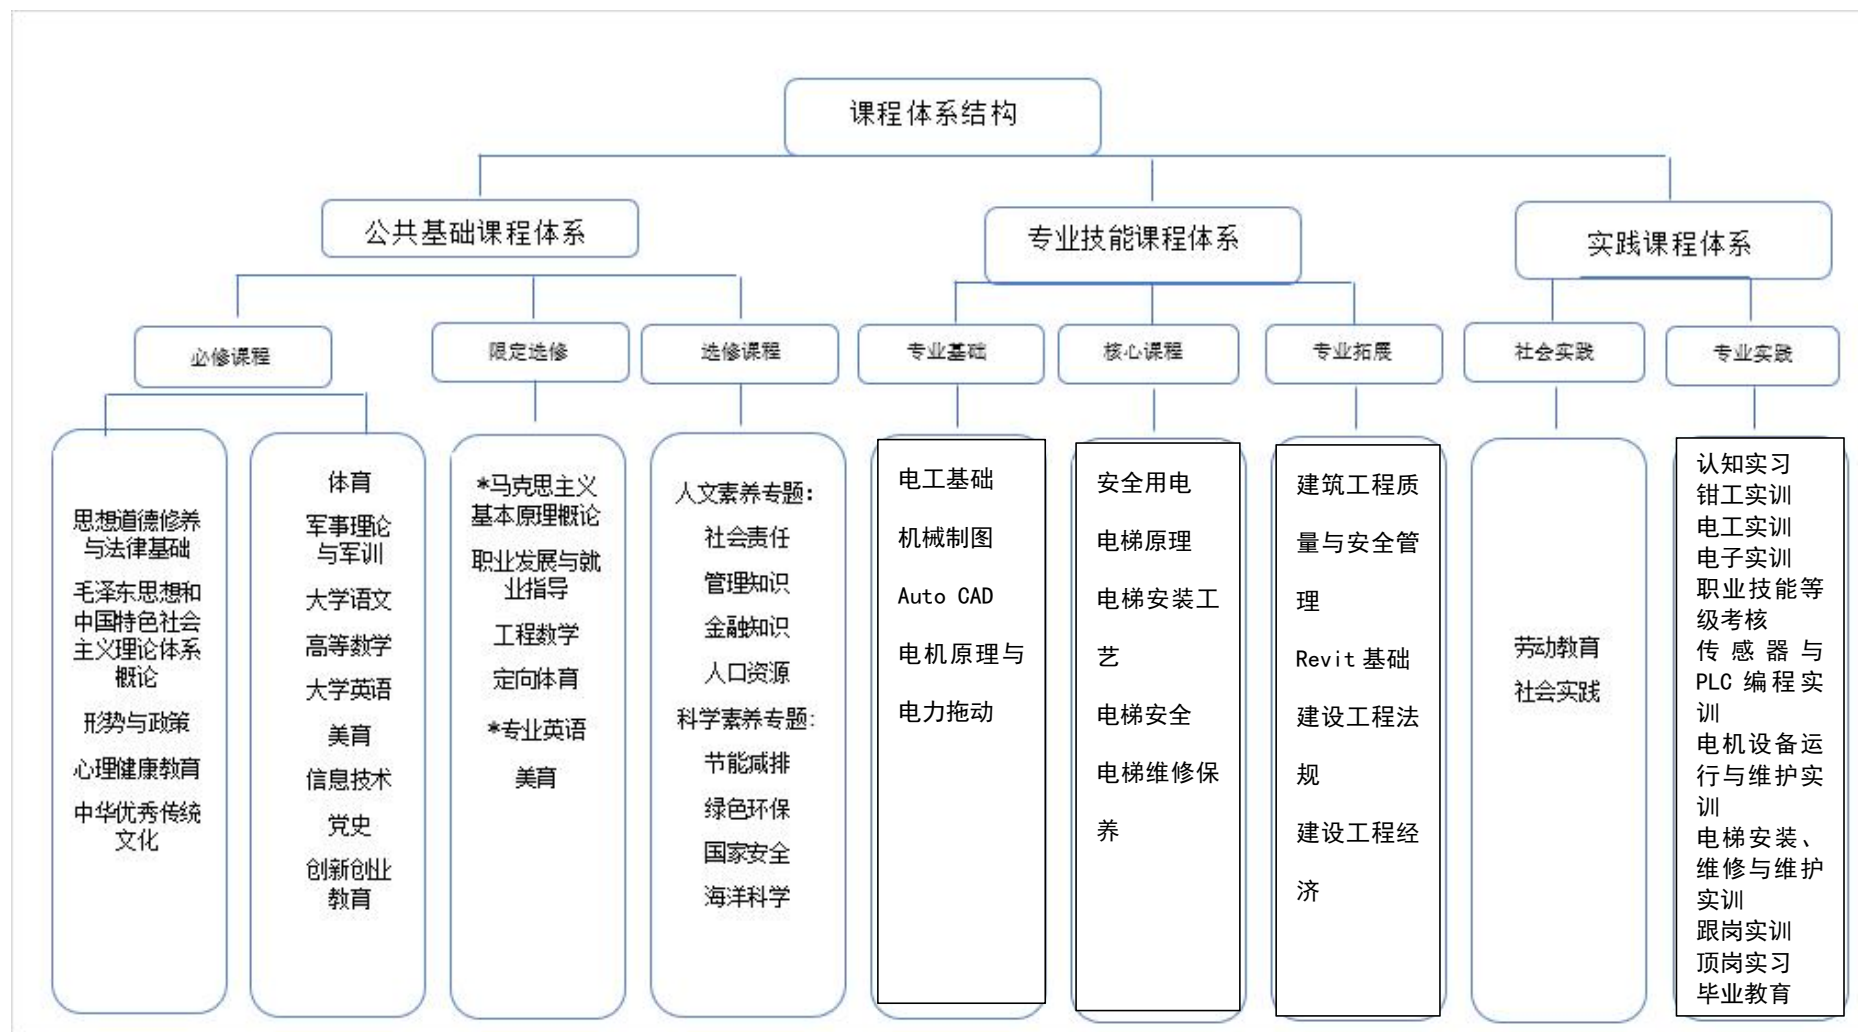 课程体系结构
公共基础课程体系
专业技能课程体系
实践课程体系
必修课程
限定选修
选修课程
专业基础
核心课程
专业拓展
社会实践
专业实践
思想道德修养
与法律基础
毛泽东思想和
中国特色社会
主义理论体系
概论
形势与政策
心理健康教育
中华优秀传统
文化
体育
军事理论
与军训
大学语文
高等数学
大学英语
美育
信息技术
党史
创新创业
教育
*马克思主义
基本原理概论
职业发展与就
业指导
工程数学
定向体育
*专业英语
美育
人文素养专题:
社会责任
管理知识
金融知识
人口资源
科学素养专题:
节能减排
绿色环保
国家安全
海洋科学
电工基础
机械制图
Auto CAD
电机原理与
电力拖动
安全用电
电梯原理
电梯安装工
艺
电梯安全
电梯维修保
养
建筑工程质
量与安全管
理
Revit 基础
建设工程法
规
建设工程经
济
劳动教育
社会实践
认知实习
钳工实训
电工实训
电子实训
职业技能等
级考核
传感器与
PLC 编程实
训
电机设备运
行与维护实
训
电梯安装、
维修与维护
实训
跟岗实训
顶岗实习
毕业教育